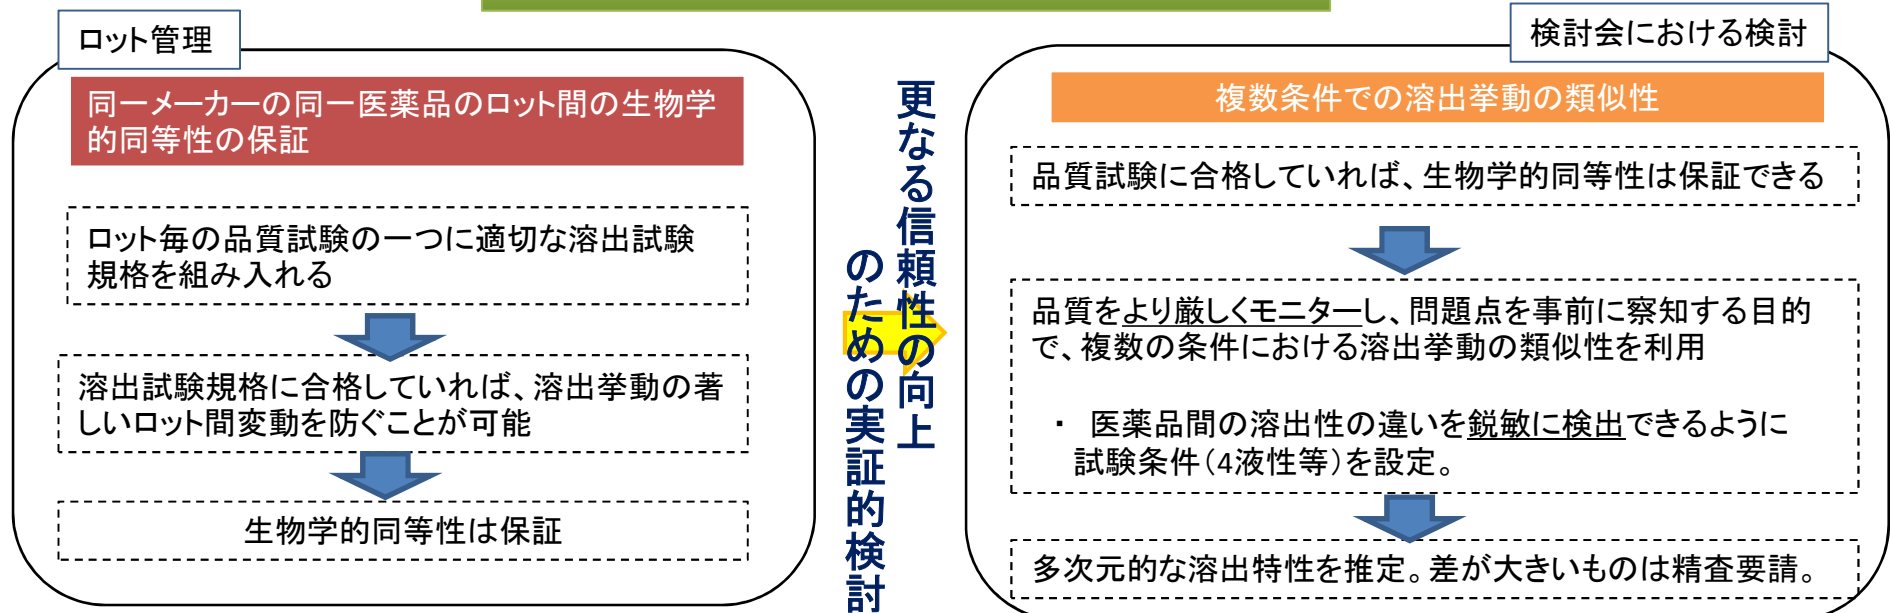 ロット管理
同一メーカーの同一医薬品のロット間の生物学
的同等性の保証
ロット毎の品質試験の一つに適切な溶出試験
規格を組み入れる
溶出試験規格に合格していれば、溶出挙動の著
しいロット間変動を防ぐことが可能
生物学的同等性は保証
更なる信頼性の向上
のための実証的検討
検討会における検討
複数条件での溶出挙動の類似性
品質試験に合格していれば、生物学的同等性は保証できる
品質をより厳しくモニターし、問題点を事前に察知する目的
で、複数の条件における溶出挙動の類似性を利用
・ 医薬品間の溶出性の違いを鋭敏に検出できるように
試験条件(4液性等)を設定。
多次元的な溶出特性を推定。差が大きいものは精査要請。